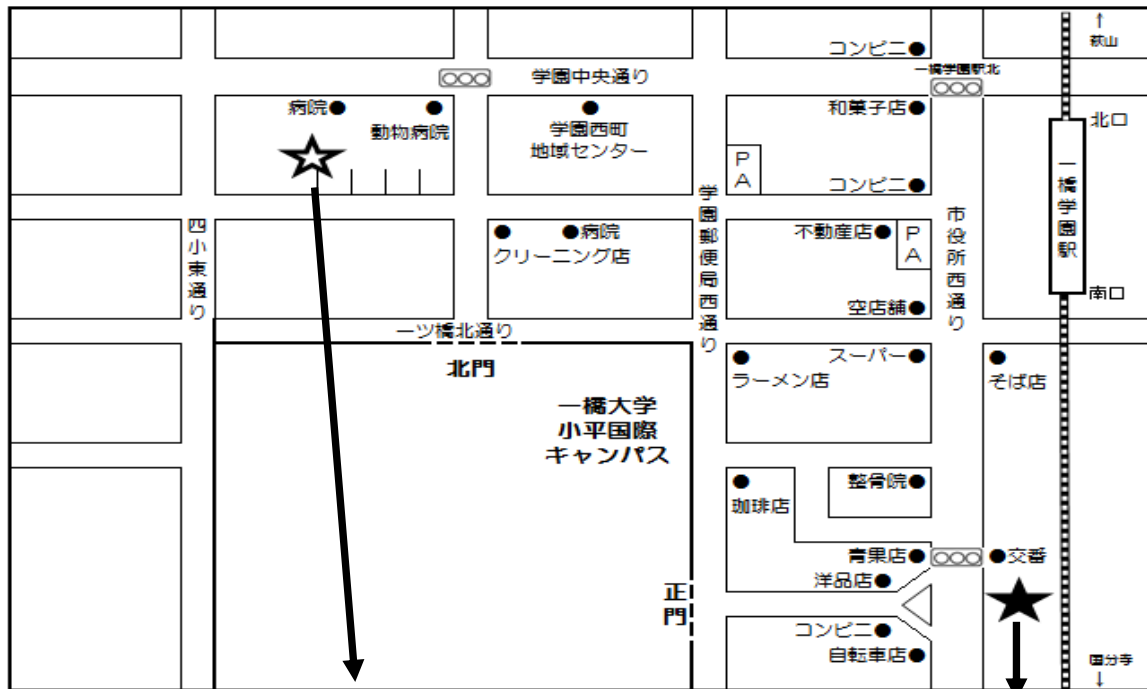 コンビニ●
↑
萩山
学園中央通り
一橋学園駅北
病院●
動物病院
学園西町
地域センター
和菓子店●
北口
PA
コンビニ●
一橋学園駅
四小東通り
学園郵便局西通り
市役所西通り
●病院
クリーニング店
不動産店●
PA
南口
空店舗●
一ツ橋北通り
北門
スーパー●
ラーメン店
そば店
一橋大学
小平国際
キャンパス
整骨院●
珈琲店
青果店●
●交番
洋品店●
正門
コンビニ●
自転車店●
国分寺
↓